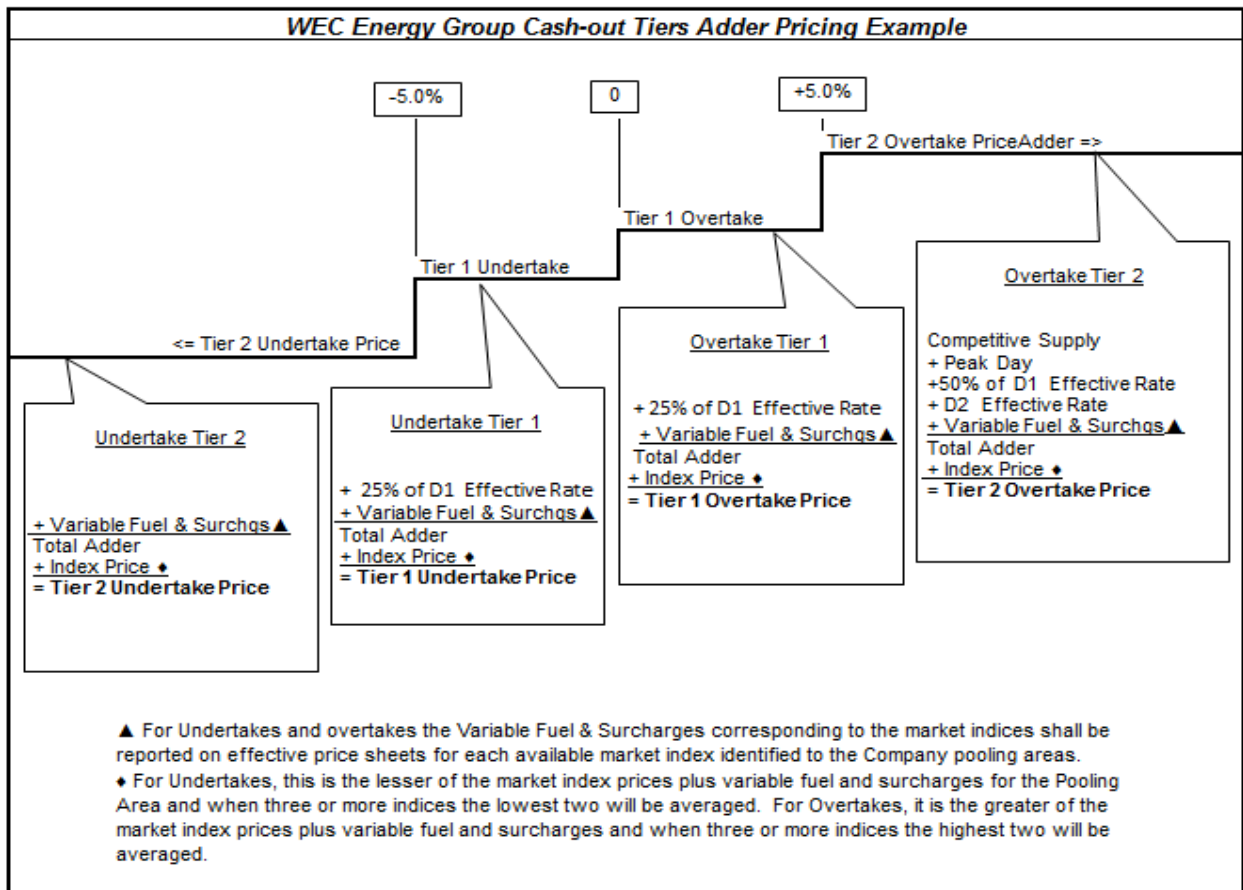 WEC Energy Group Cash-out Tiers Adder Pricing Example
-5.0%
0
+5.0%
Tier 2 Overtake PriceAdder =>
Tier 1 Overtake
Tier 1 Undertake
<= Tier 2 Undertake Price
Undertake Tier 2
+ Variable Fuel & Surchgs▲
Total Adder
+ Index Price ♦
= Tier 2 Undertake Price
Undertake Tier 1
+ 25% of D1 Effective Rate
+ Variable Fuel & Surchgs▲
Total Adder
+ Index Price ♦
= Tier 1 Undertake Price
Overtake Tier 1
+ 25% of D1 Effective Rate
+ Variable Fuel & Surchgs▲
Total Adder
+ Index Price ♦
= Tier 1 Overtake Price
Overtake Tier 2
Competitive Supply
+ Peak Day
+50% of D1 Effective Rate
+ D2 Effective Rate
+ Variable Fuel & Surchgs▲
Total Adder
+ Index Price ♦
= Tier 2 Overtake Price
▲ For Undertakes and overtakes the Variable Fuel & Surcharges corresponding to the market indices shall be
reported on effective price sheets for each available market index identified to the Company pooling areas.
♦ For Undertakes, this is the lesser of the market index prices plus variable fuel and surcharges for the Pooling
Area and when three or more indices the lowest two will be averaged. For Overtakes, it is the greater of the
market index prices plus variable fuel and surcharges and when three or more indices the highest two will be
averaged.